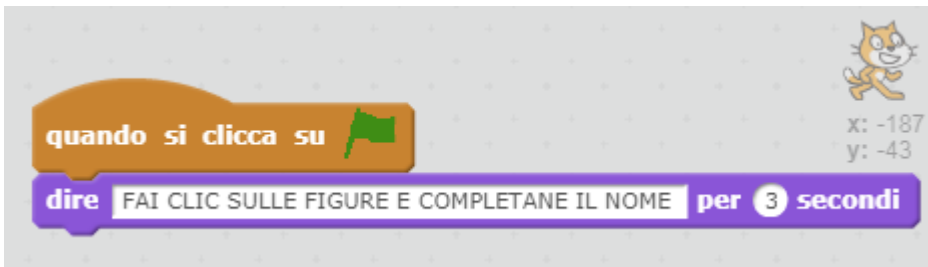 quando si clicca su
dire FAI CLIC SULLE FIGURE E COMPLETANE IL NOME per 3 secondi
x: -187
y: -43